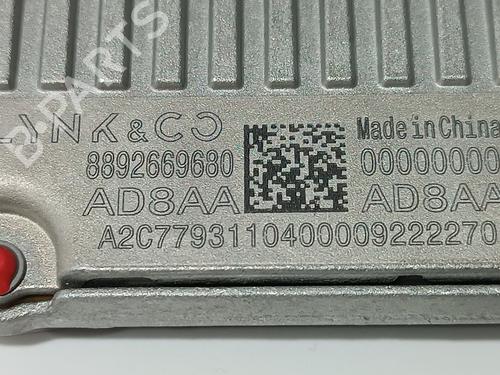 B-PARTS
LYNK & CO
Made in China
8892669680
000000000
AD8AA
AD8AA
A2C7793110400009222270